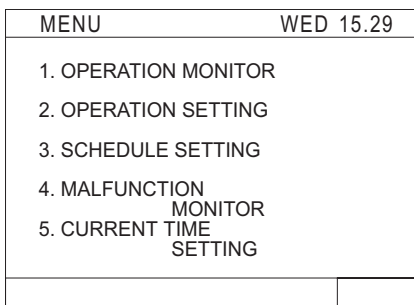 MENU WED 15.29
1. OPERATION MONITOR
2. OPERATION SETTING
3. SCHEDULE SETTING
4. MALFUNCTION
MONITOR
5. CURRENT TIME
SETTING